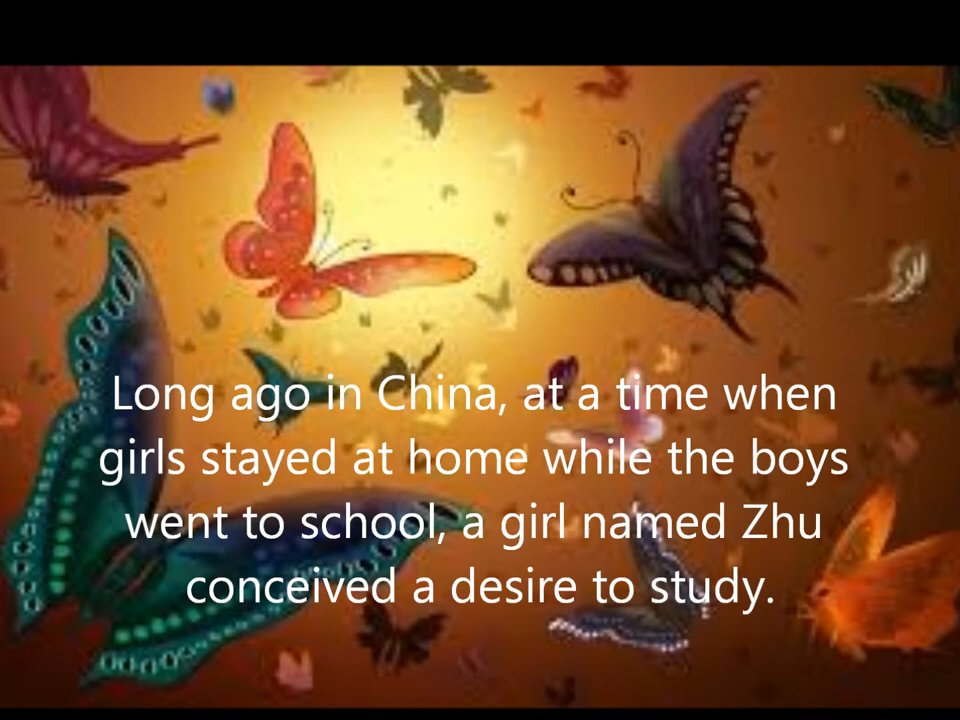 Long ago in China, at a time when
girls stayed at home while the boys
went to school, a girl named Zhu
conceived a desire to study.